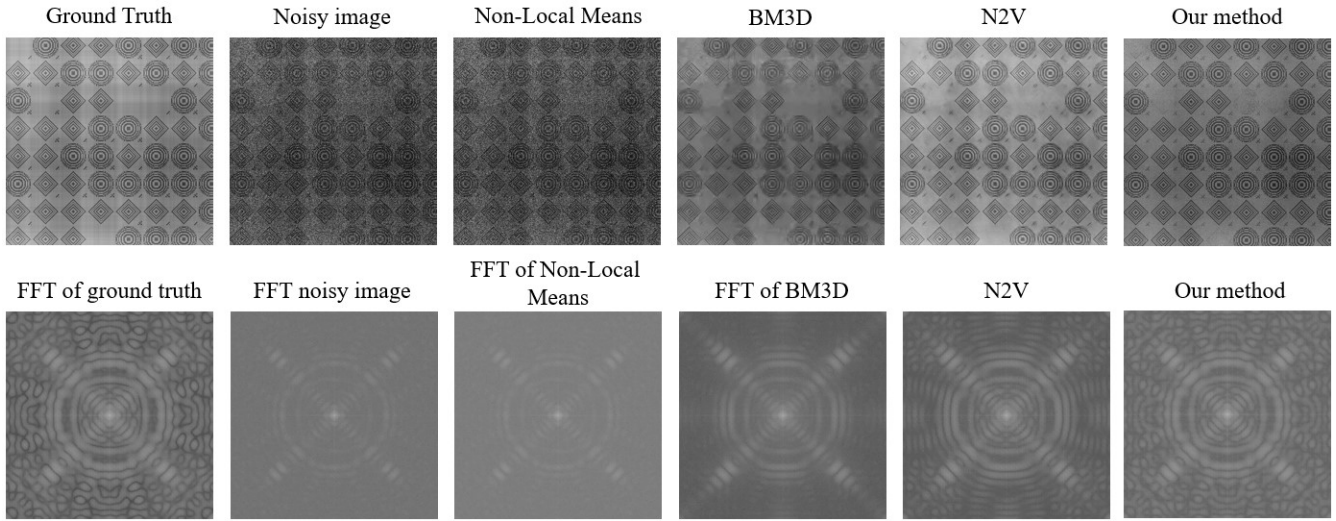 Ground Truth
Noisy image
Non-Local Means
BM3D
N2V
Our method
FFT of ground truth
FFT noisy image
FFT of Non-Local
Means
FFT of BM3D
N2V
Our method